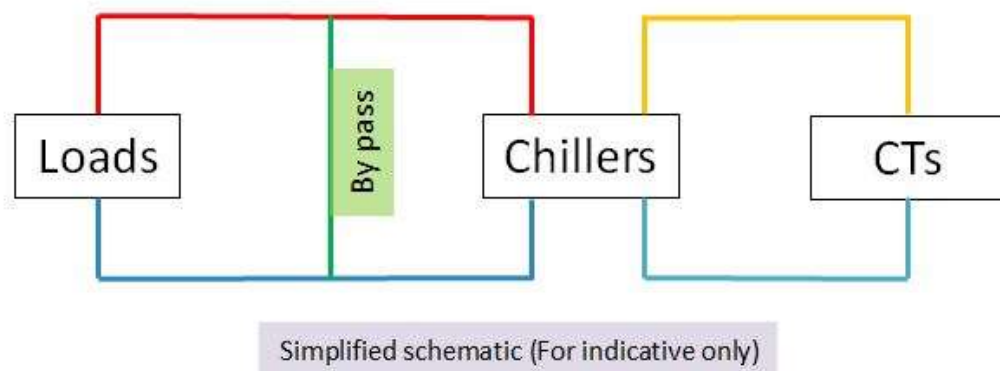 Loads
By pass
Chillers
CTs
Simplified schematic (For indicative only)